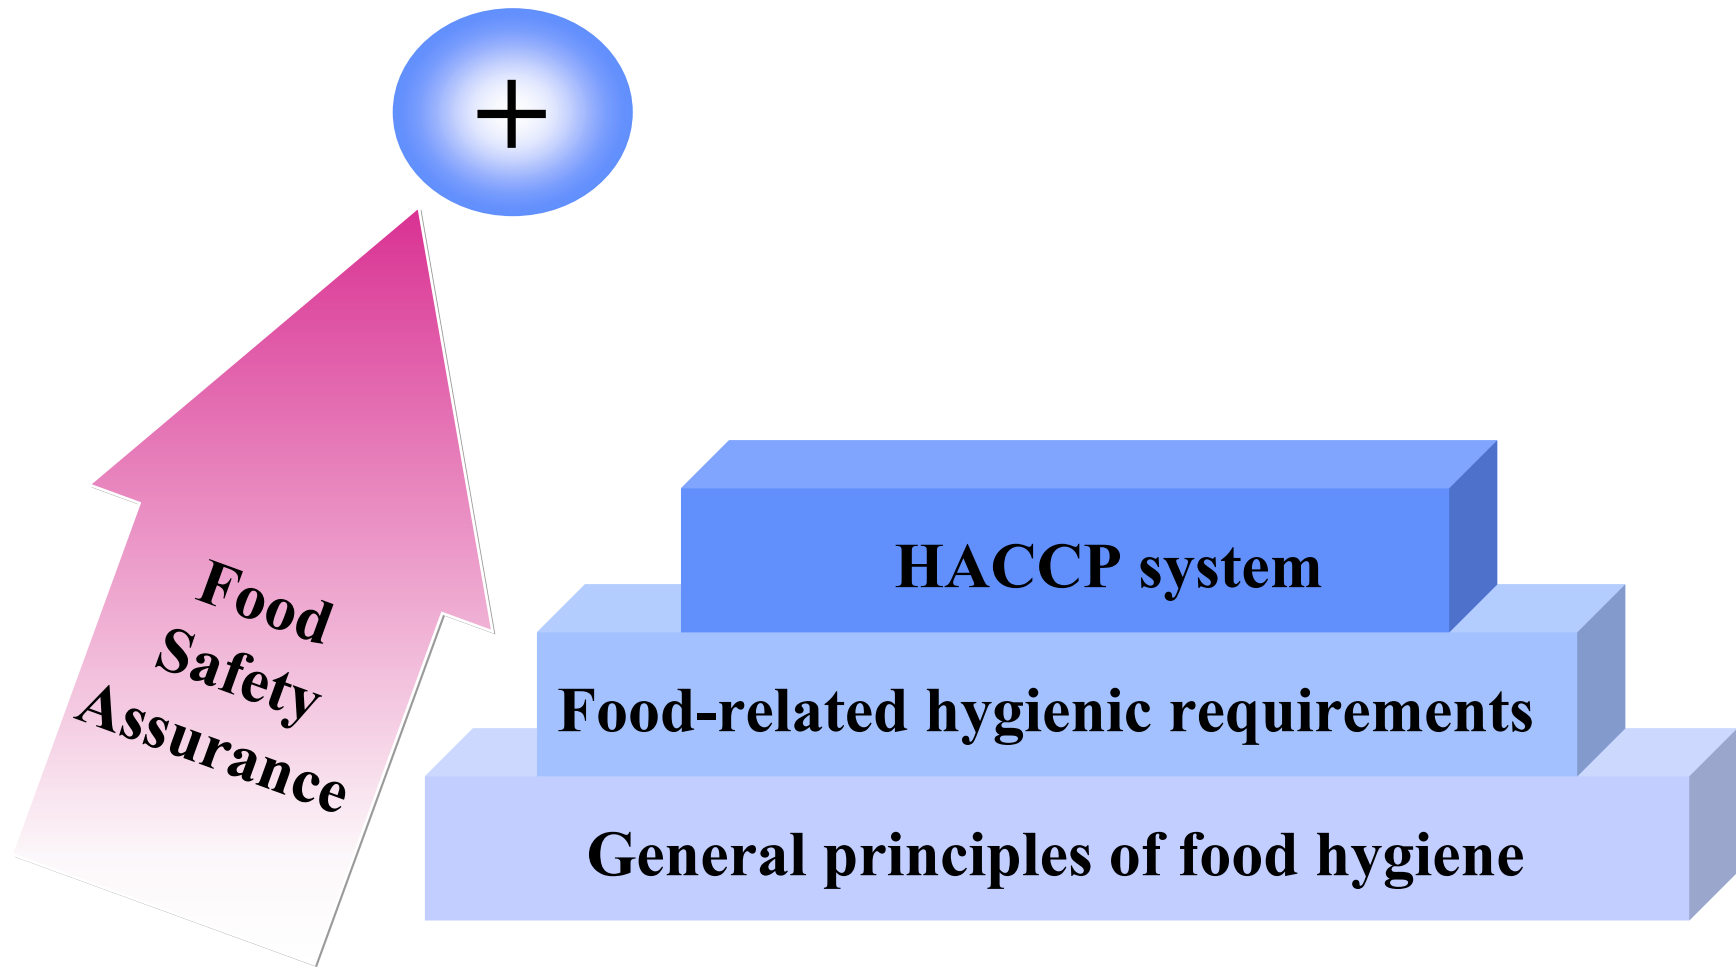 +
Food
Safety
Assurance
HACCP system
Food-related hygienic requirements
General principles of food hygiene